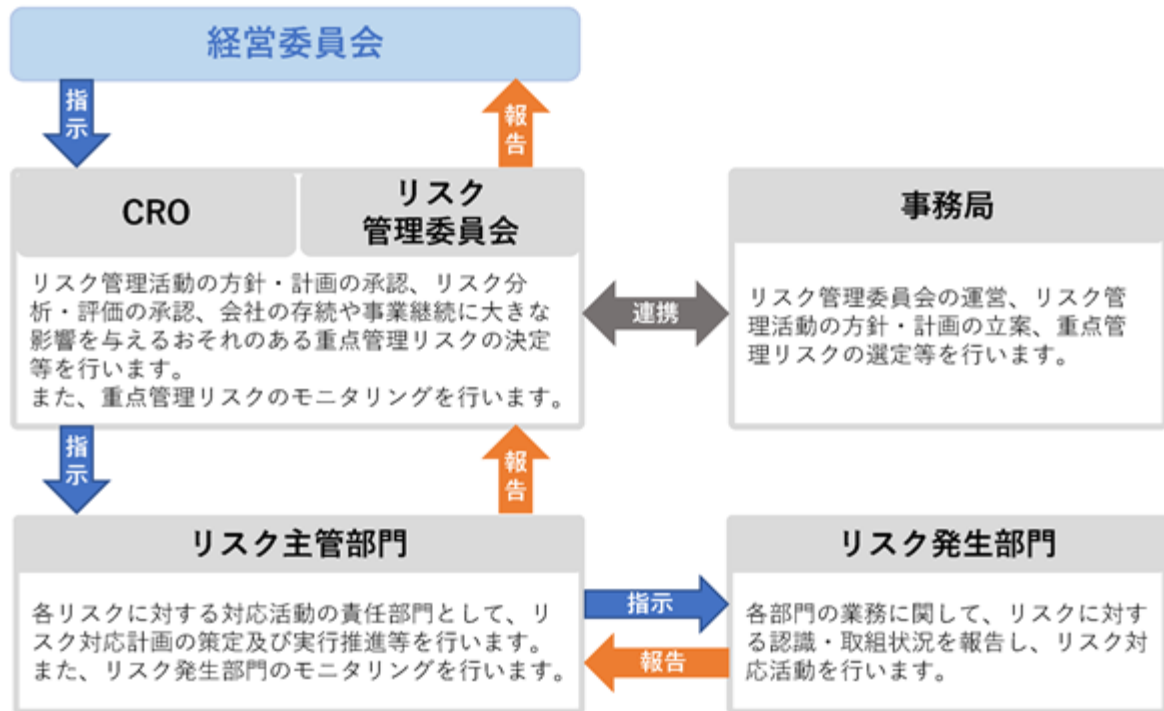 経営委員会
指示
報告
CRO
リスク
管理委員会
リスク管理活動の方針・計画の承認、リスク分
析・評価の承認、会社の存続や事業継続に大きな
影響を与えるおそれのある重点管理リスクの決定
等を行います。
また、重点管理リスクのモニタリングを行います。
連携
事務局
リスク管理委員会の運営、リスク管
理活動の方針・計画の立案、重点管
理リスクの選定等を行います。
指示
報告
リスク主管部門
各リスクに対する対応活動の責任部門として、リ
スク対応計画の策定及び実行推進等を行います。
また、リスク発生部門のモニタリングを行います。
指示
報告
リスク発生部門
各部門の業務に関して、リスクに対す
る認識・取組状況を報告し、リスク対
応活動を行います。